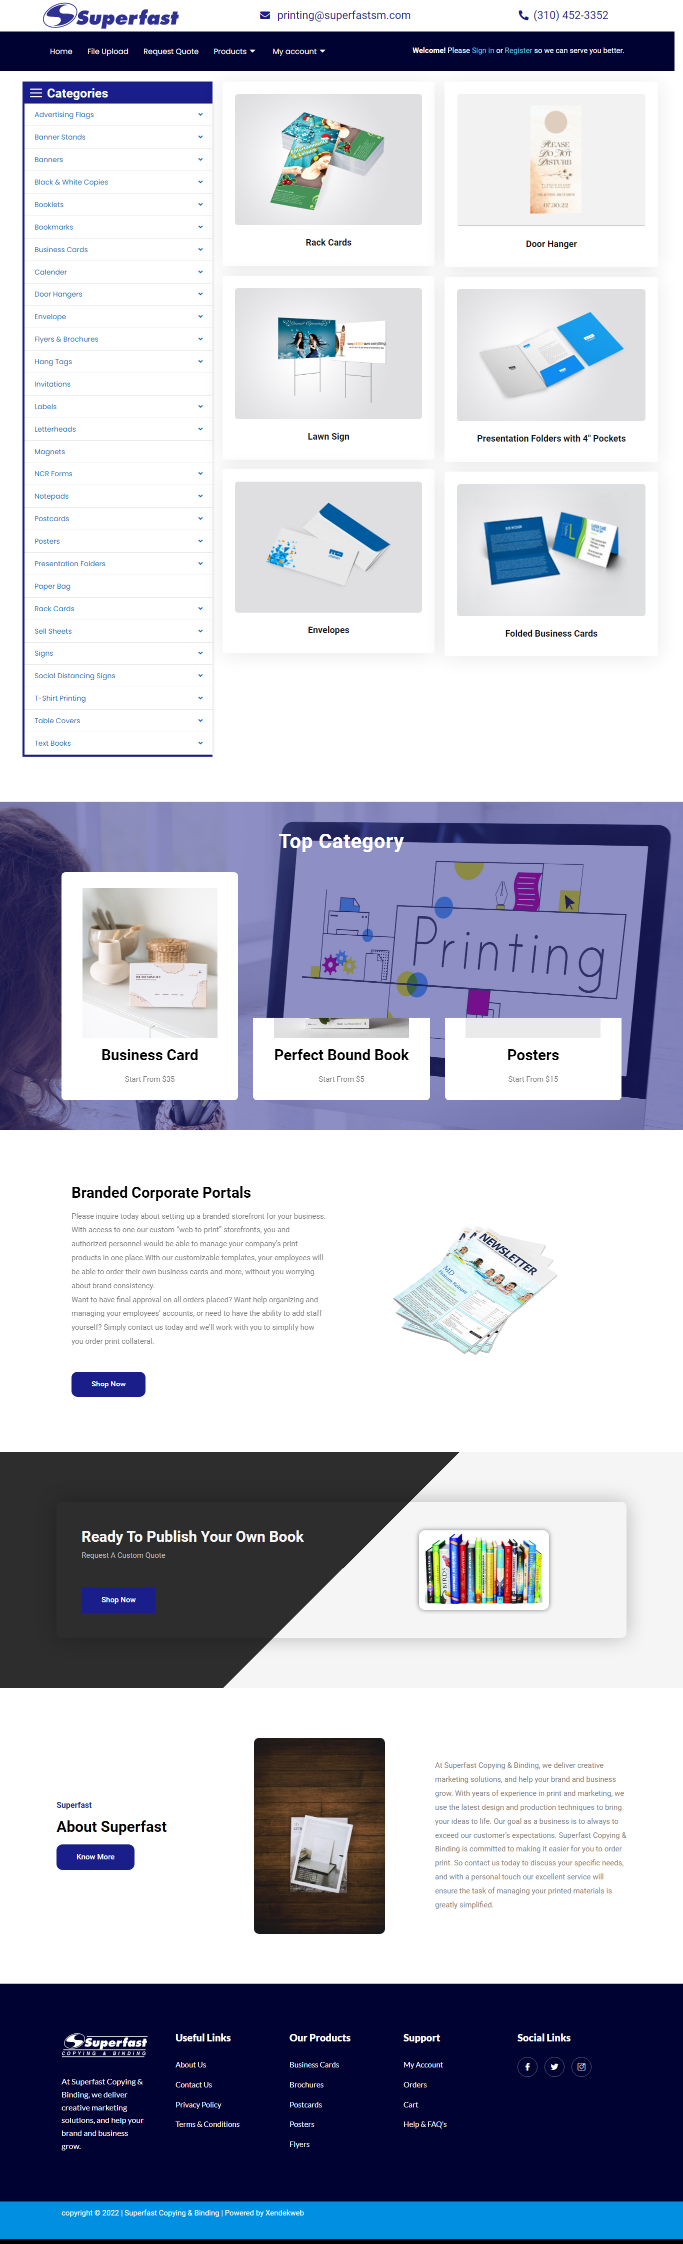 Superfast
printing@superfastsm.com
(310) 452-3352
Home
File Upload
Request Quote
Products
My account
Welcome! Please Sign in or Register so we can serve you better.
Categories
Advertising Flags
Banner Stands
Banners
Black & White Copies
Booklets
Bookmarks
Business Cards
Calender
Door Hangers
Envelope
Flyers & Brochures
Hang Tags
Invitations
Labels
Letterheads
Magnets
NCR Forms
Notepads
Postcards
Posters
Presentation Folders
Paper Bag
Rack Cards
Sell Sheets
Signs
Social Distancing Signs
T-Shirt Printing
Table Covers
Text Books
Rack Cards
PLEASE
DO NOT
DISTURB
07.30.22
Door Hanger
Lawn Sign
Presentation Folders with 4" Pockets
Envelopes
Folded Business Cards
Top Category
Printing
Business Card
Start From $35
Perfect Bound Book
Start From $5
Posters
Start From $15
Branded Corporate Portals
Please inquire today about setting up a branded storefront for your business.
With access to one our custom "web to print" storefronts, you and
authorized personnel would be able to manage your company's print
products in one place.With our customizable templates, your employees will
be able to order their own business cards and more, without you worrying
about brand consistency.
Want to have final approval on all orders placed? Want help organizing and
managing your employees' accounts, or need to have the ability to add staff
yourself? Simply contact us today and we'll work with you to simplify how
you order print collateral.
Shop Now
NEWSLETTER
Ready To Publish Your Own Book
Request A Custom Quote
Shop Now
BIRDS
Superfast
About Superfast
Know More
At Superfast Copying & Binding, we deliver creative
marketing solutions, and help your brand and business
grow. With years of experience in print and marketing, we
use the latest design and production techniques to bring
your ideas to life. Our goal as a business is to always to
exceed our customer's expectations. Superfast Copying &
Binding is committed to making it easier for you to order
print. So contact us today to discuss your specific needs,
and with a personal touch our excellent service will
ensure the task of managing your printed materials is
greatly simplified.
Superfast
COPYING & BINDING
At Superfast Copying &
Binding, we deliver
creative marketing
solutions, and help your
brand and business
grow.
Useful Links
About Us
Contact Us
Privacy Policy
Terms & Conditions
Our Products
Business Cards
Brochures
Postcards
Posters
Flyers
Support
My Account
Orders
Cart
Help & FAQ's
Social Links
copyright © 2022 | Superfast Copying & Binding | Powered by Xendekweb